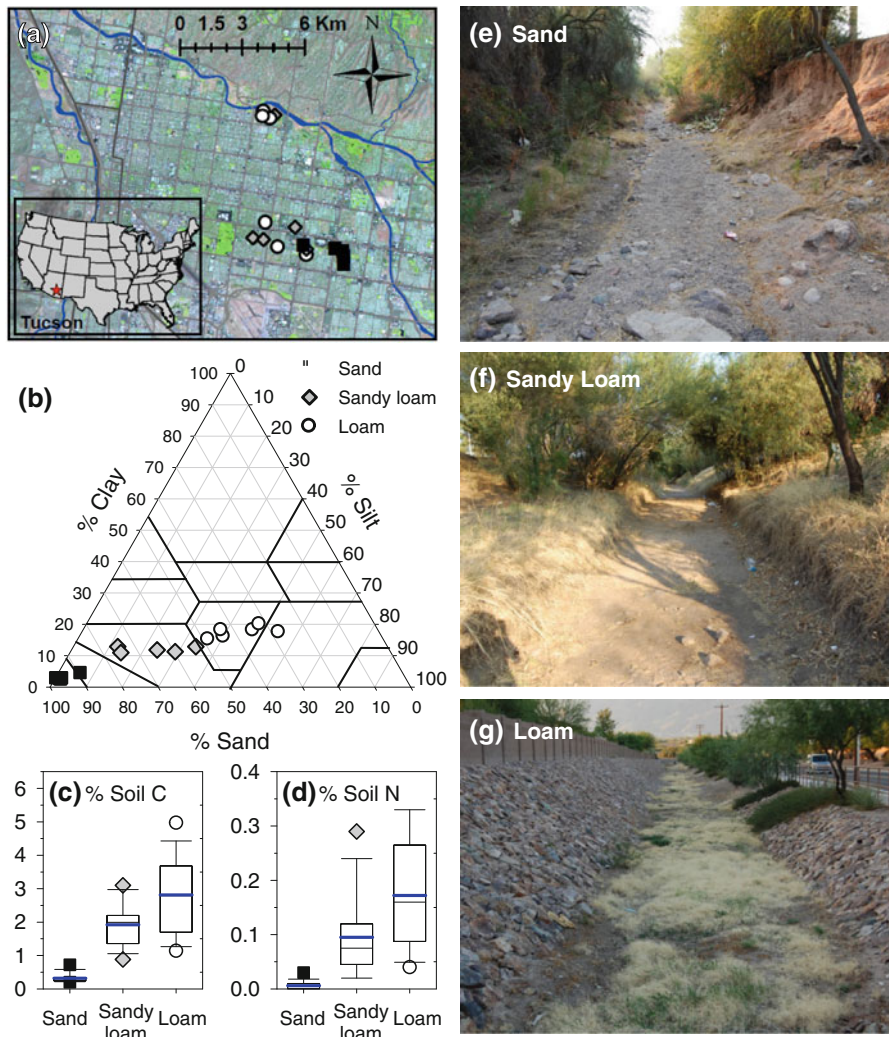 (a)
0 1.5 3 6 Km
N
Tucson
(b)
" Sand
Sandy loam
Loam
% Clay
100
90
80
70
60
50
40
30
20
10
0
% Silt
0
10
20
30
40
50
60
70
80
90
100
100 90 80 70 60 50 40 30 20 10 0
% Sand
(c) % Soil C
6
5
4
3
2
1
0
Sand Sandy loam Loam
(d) % Soil N
0.4
0.3
0.2
0.1
0.0
Sand Sandy loam Loam
(e) Sand
(f) Sandy Loam
(g) Loam